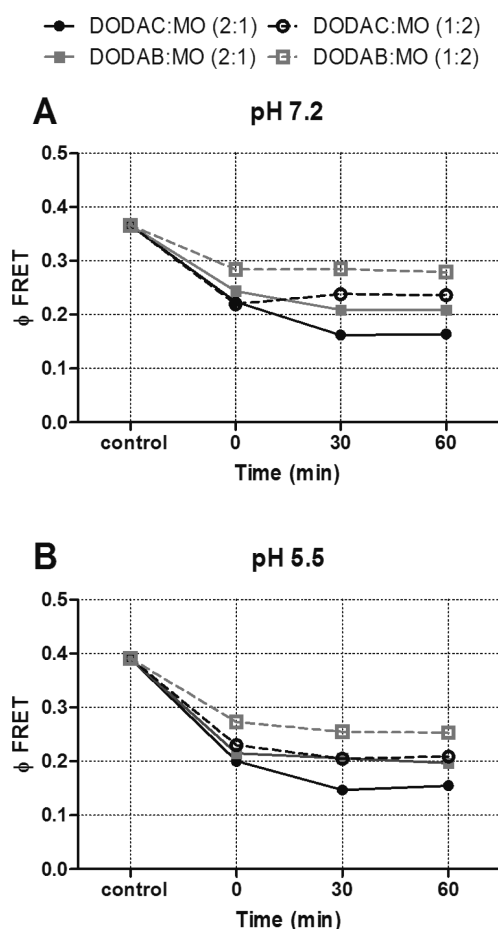 DODAC:MO (2:1) DODAC:MO (1:2)
DODAB:MO (2:1) DODAB:MO (1:2)
A
pH 7.2
0.5
0.4
0.3
0.2
0.1
0.0
ϕ FRET
control 0 30 60
Time (min)
B
pH 5.5
0.5
0.4
0.3
0.2
0.1
0.0
ϕ FRET
control 0 30 60
Time (min)